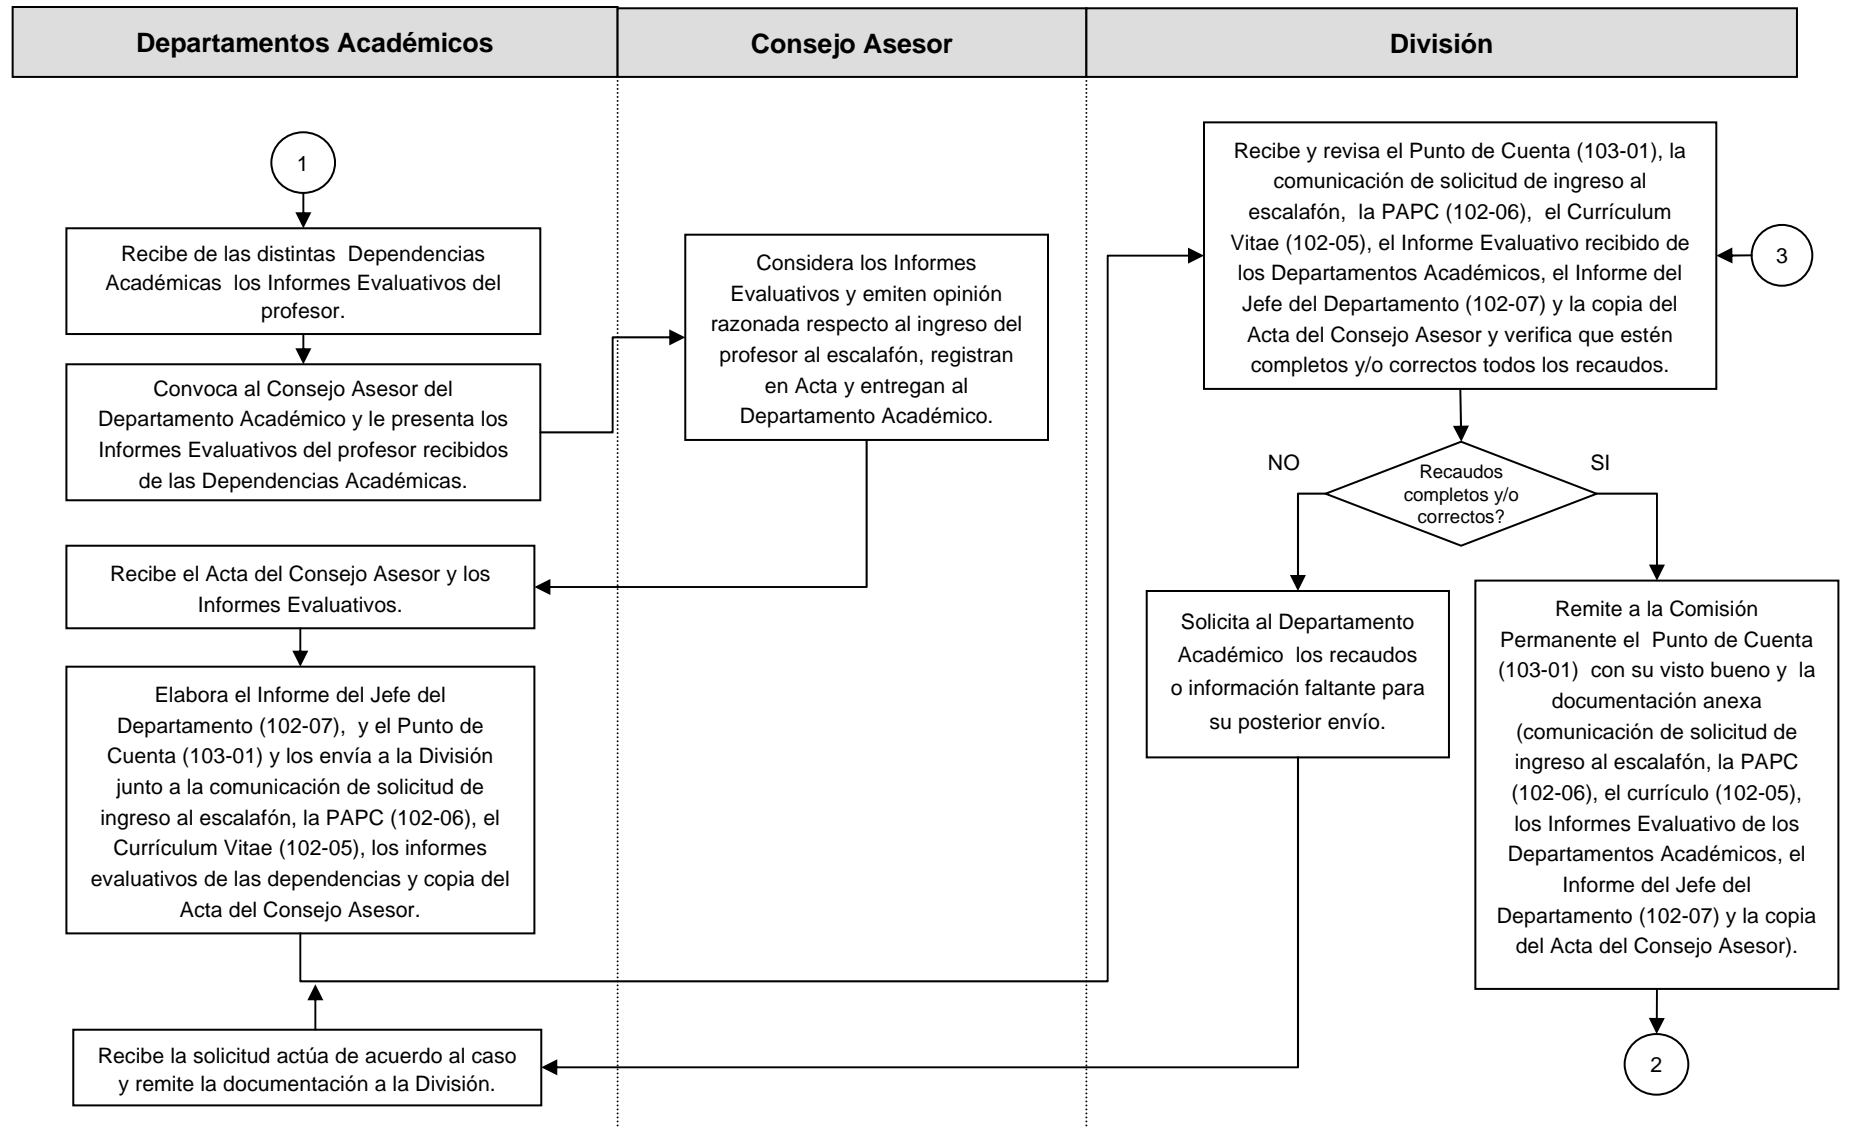 Departamentos Académicos
Consejo Asesor
División
1
Recibe de las distintas Dependencias
Académicas los Informes Evaluativos del
profesor.
Convoca al Consejo Asesor del
Departamento Académico y le presenta los
Informes Evaluativos del profesor recibidos
de las Dependencias Académicas.
Considera los Informes
Evaluativos y emiten opinión
razonada respecto al ingreso del
profesor al escalafón, registran
en Acta y entregan al
Departamento Académico.
Recibe el Acta del Consejo Asesor y los
Informes Evaluativos.
Elabora el Informe del Jefe del
Departamento (102-07), y el Punto de
Cuenta (103-01) y los envía a la División
junto a la comunicación de solicitud de
ingreso al escalafón, la PAPC (102-06), el
Currículum Vitae (102-05), los informes
evaluativos de las dependencias y copia del
Acta del Consejo Asesor.
Recibe la solicitud actúa de acuerdo al caso
y remite la documentación a la División.
Recibe y revisa el Punto de Cuenta (103-01), la
comunicación de solicitud de ingreso al
escalafón, la PAPC (102-06), el Currículum
Vitae (102-05), el Informe Evaluativo recibido de
los Departamentos Académicos, el Informe del
Jefe del Departamento (102-07) y la copia del
Acta del Consejo Asesor y verifica que estén
completos y/o correctos todos los recaudos.
3
NO
SI
Recaudos
completos y/o
correctos?
Solicita al Departamento
Académico los recaudos
o información faltante para
su posterior envío.
Remite a la Comisión
Permanente el Punto de Cuenta
(103-01) con su visto bueno y la
documentación anexa
(comunicación de solicitud de
ingreso al escalafón, la PAPC
(102-06), el currículo (102-05),
los Informes Evaluativo de los
Departamentos Académicos, el
Informe del Jefe del
Departamento (102-07) y la copia
del Acta del Consejo Asesor).
2